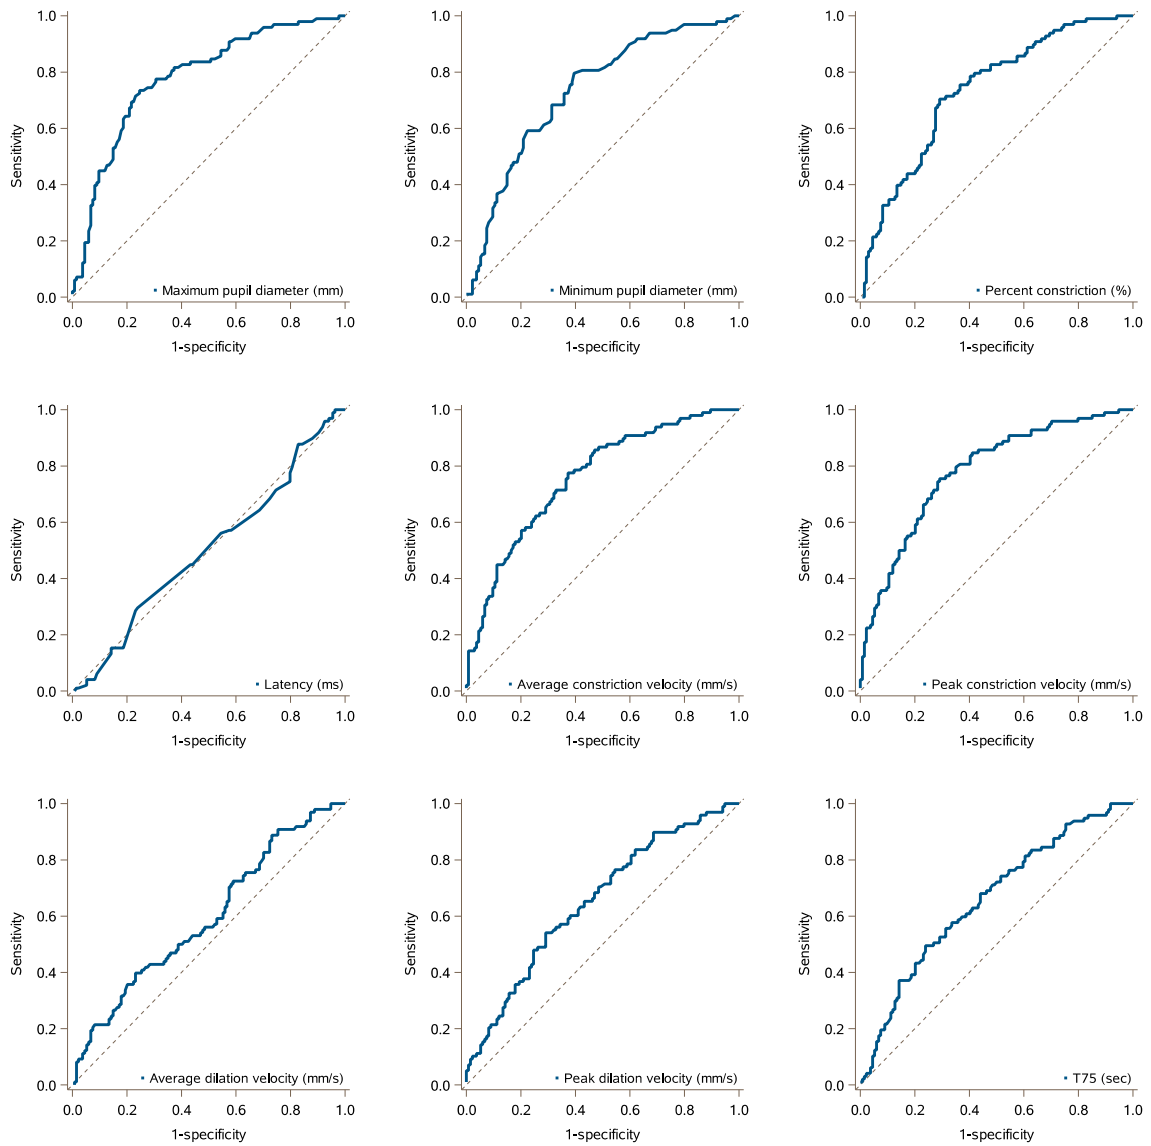 1.0
0.8
0.6
0.4
0.2
0.0
Sensitivity
Maximum pupil diameter (mm)
0.0 0.2 0.4 0.6 0.8 1.0
1-specificity
1.0
0.8
0.6
0.4
0.2
0.0
Sensitivity
Minimum pupil diameter (mm)
0.0 0.2 0.4 0.6 0.8 1.0
1-specificity
1.0
0.8
0.6
0.4
0.2
0.0
Sensitivity
Percent constriction (%)
0.0 0.2 0.4 0.6 0.8 1.0
1-specificity
1.0
0.8
0.6
0.4
0.2
0.0
Sensitivity
Latency (ms)
0.0 0.2 0.4 0.6 0.8 1.0
1-specificity
1.0
0.8
0.6
0.4
0.2
0.0
Sensitivity
Average constriction velocity (mm/s)
0.0 0.2 0.4 0.6 0.8 1.0
1-specificity
1.0
0.8
0.6
0.4
0.2
0.0
Sensitivity
Peak constriction velocity (mm/s)
0.0 0.2 0.4 0.6 0.8 1.0
1-specificity
1.0
0.8
0.6
0.4
0.2
0.0
Sensitivity
Average dilation velocity (mm/s)
0.0 0.2 0.4 0.6 0.8 1.0
1-specificity
1.0
0.8
0.6
0.4
0.2
0.0
Sensitivity
Peak dilation velocity (mm/s)
0.0 0.2 0.4 0.6 0.8 1.0
1-specificity
1.0
0.8
0.6
0.4
0.2
0.0
Sensitivity
T75 (sec)
0.0 0.2 0.4 0.6 0.8 1.0
1-specificity